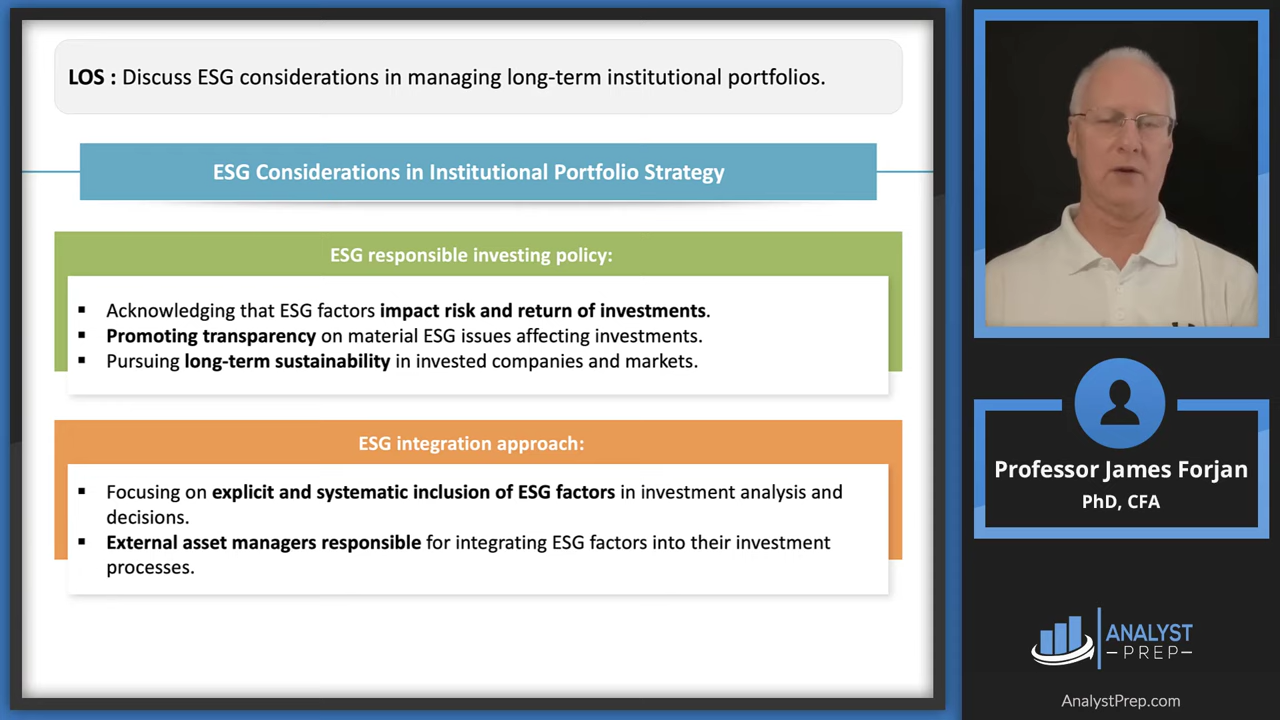 LOS : Discuss ESG considerations in managing long-term institutional portfolios.
ESG Considerations in Institutional Portfolio Strategy
ESG responsible investing policy:
▪ Acknowledging that ESG factors impact risk and return of investments.
▪ Promoting transparency on material ESG issues affecting investments.
▪ Pursuing long-term sustainability in invested companies and markets.
ESG integration approach:
▪ Focusing on explicit and systematic inclusion of ESG factors in investment analysis and
decisions.
▪ External asset managers responsible for integrating ESG factors into their investment
processes.
Professor James Forjan
PhD, CFA
ANALYST
PREP
AnalystPrep.com